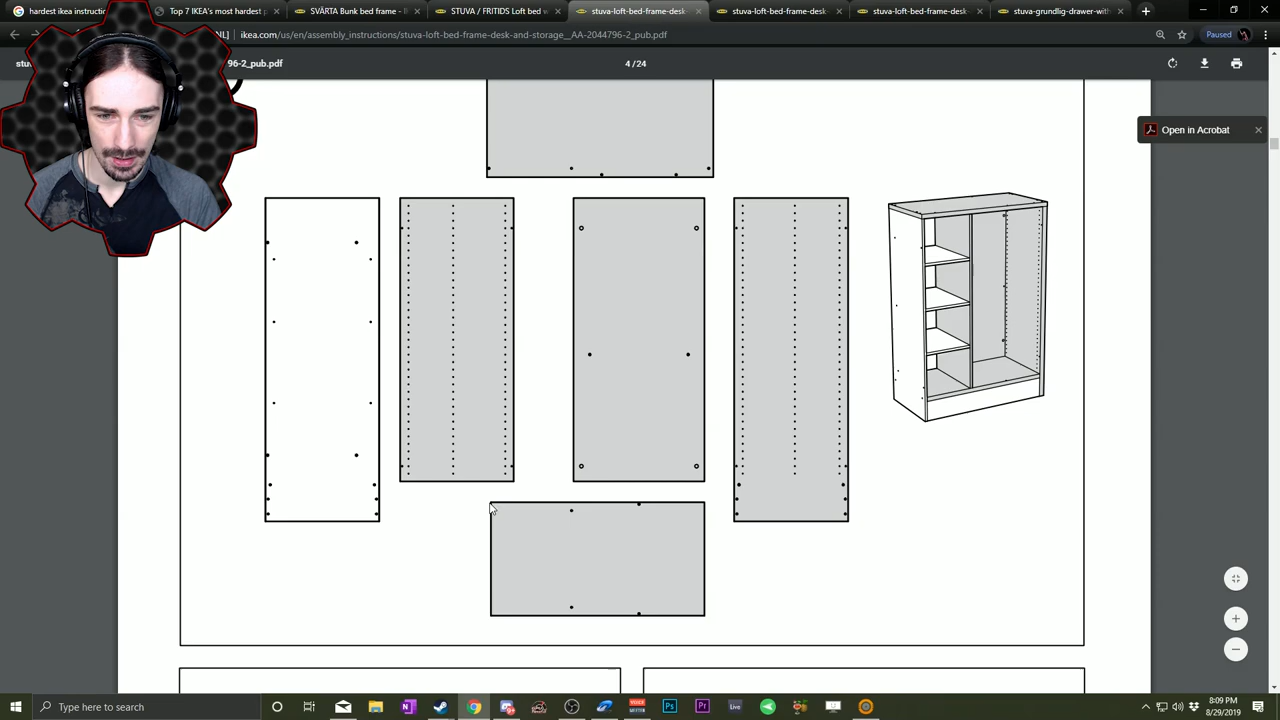 hardest ikea instruction
Top 7 IKEA's most hardest p
SVÄRTA Bunk bed frame - I
STUVA / FRITIDS Loft bed w
stuva-loft-bed-frame-desk-
stuva-loft-bed-frame-desk-
stuva-loft-bed-frame-desk-
stuva-grundlig-drawer-with
NL] ikea.com/us/en/assembly_instructions/stuva-loft-bed-frame-desk-and-storage__AA-2044796-2_pub.pdf
Paused
96-2_pub.pdf
4 / 24
Open in Acrobat
Type here to search
8:09 PM
8/29/2019